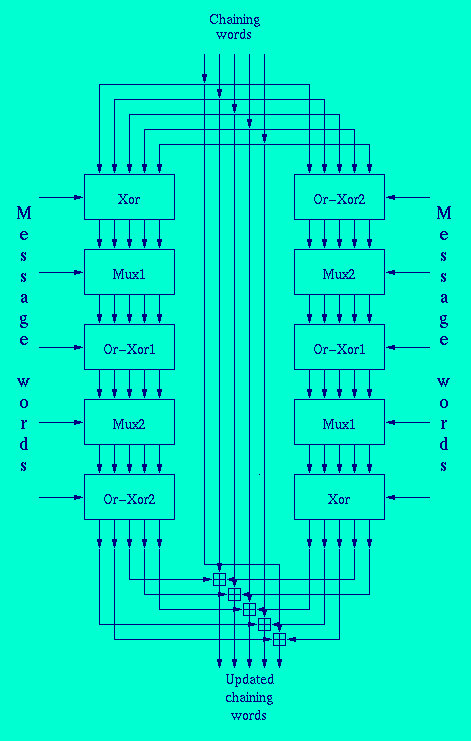 Chaining
words
Message words
Message words
Xor
Or-Xor2
Mux1
Mux2
Or-Xor1
Or-Xor1
Mux2
Mux1
Or-Xor2
Xor
Updated
chaining
words